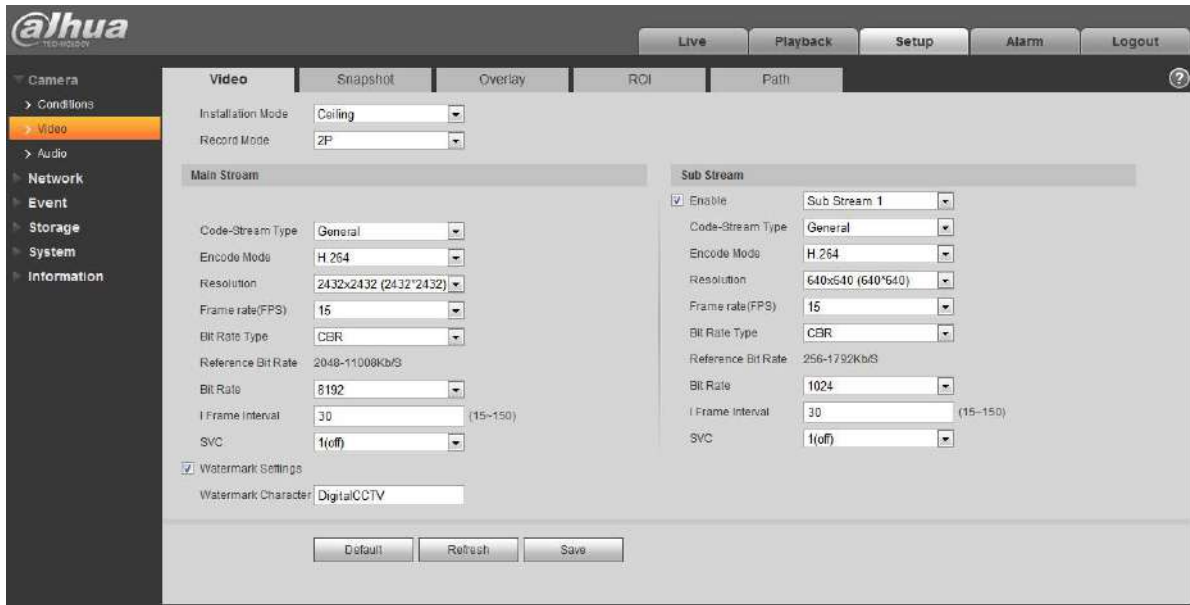 alhua
TECHNOLOGY
Live Playback Setup Alarm Logout
Camera
Conditions
Video
Audio
Network
Event
Storage
System
Information
Video Snapshot Overlay ROI Path
?
Installation Mode Ceiling
Record Mode 2P
Main Stream
Code-Stream Type General
Encode Mode H.264
Resolution 2432x2432 (2432*2432)
Frame rate(FPS) 15
Bit Rate Type CBR
Reference Bit Rate 2048-11008Kb/S
Bit Rate 8192
I Frame Interval 30 (15~150)
SVC 1(off)
Watermark Settings
Watermark Character DigitalCCTV
Sub Stream
Enable Sub Stream 1
Code-Stream Type General
Encode Mode H.264
Resolution 640x640 (640*640)
Frame rate(FPS) 15
Bit Rate Type CBR
Reference Bit Rate 256-1792Kb/S
Bit Rate 1024
I Frame Interval 30 (15~150)
SVC 1(off)
Default Refresh Save